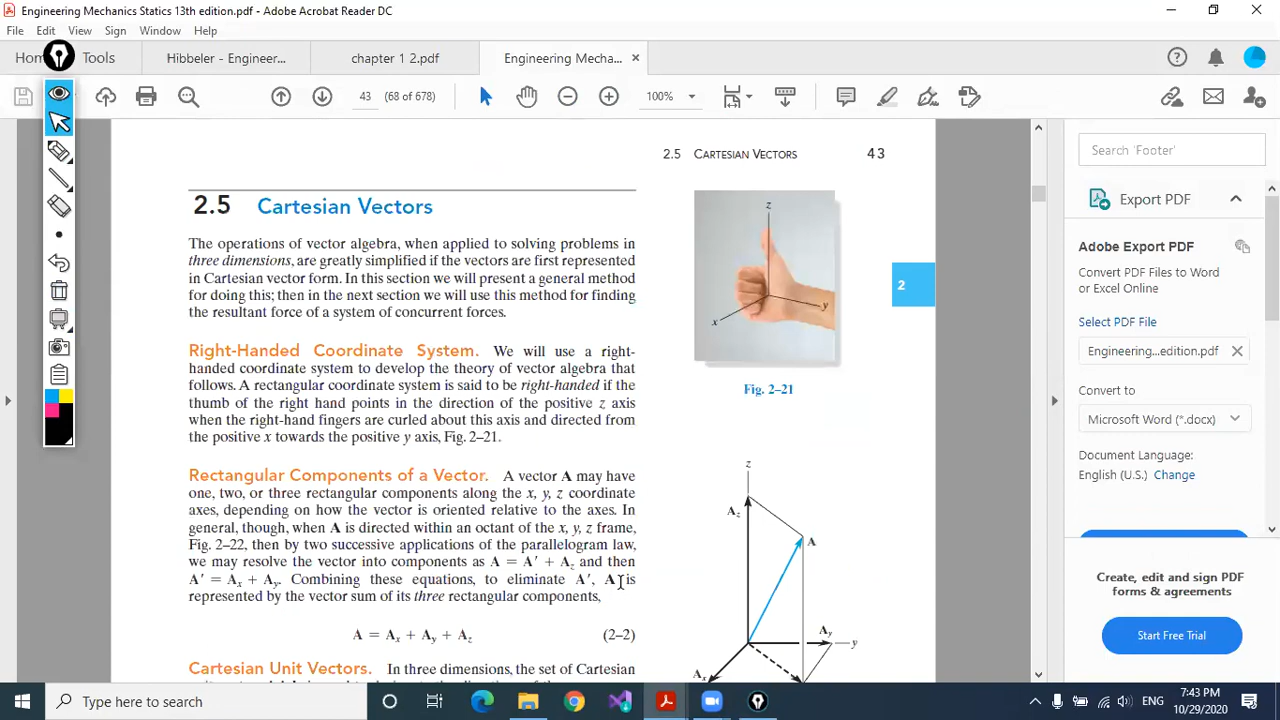 Engineering Mechanics Statics 13th edition.pdf - Adobe Acrobat Reader DC
File Edit View Sign Window Help
Hom Tools Hibbeler - Engineer... chapter 1 2.pdf Engineering Mecha... ×
43 (68 of 678) 100%
2.5 CARTESIAN VECTORS 43
2.5 Cartesian Vectors
The operations of vector algebra, when applied to solving problems in
three dimensions, are greatly simplified if the vectors are first represented
in Cartesian vector form. In this section we will present a general method
for doing this; then in the next section we will use this method for finding
the resultant force of a system of concurrent forces.
Right-Handed Coordinate System. We will use a right-
handed coordinate system to develop the theory of vector algebra that
follows. A rectangular coordinate system is said to be right-handed if the
thumb of the right hand points in the direction of the positive z axis
when the right-hand fingers are curled about this axis and directed from
the positive x towards the positive y axis, Fig. 2–21.
Rectangular Components of a Vector. A vector A may have
one, two, or three rectangular components along the x, y, z coordinate
axes, depending on how the vector is oriented relative to the axes. In
general, though, when A is directed within an octant of the x, y, z frame,
Fig. 2–22, then by two successive applications of the parallelogram law,
we may resolve the vector into components as A = A′ + Az and then
A′ = Ax + Ay. Combining these equations, to eliminate A′, A is
represented by the vector sum of its three rectangular components,
A = Ax + Ay + Az (2–2)
Cartesian Unit Vectors. In three dimensions, the set of Cartesian
z
y
x
Fig. 2–21
2
z
Az
A
Ay
y
Ax
Search 'Footer'
Export PDF
Adobe Export PDF
Convert PDF Files to Word
or Excel Online
Select PDF File
Engineering...edition.pdf
Convert to
Microsoft Word (*.docx)
Document Language:
English (U.S.) Change
Create, edit and sign PDF
forms & agreements
Start Free Trial
Type here to search
ENG
7:43 PM
10/29/2020